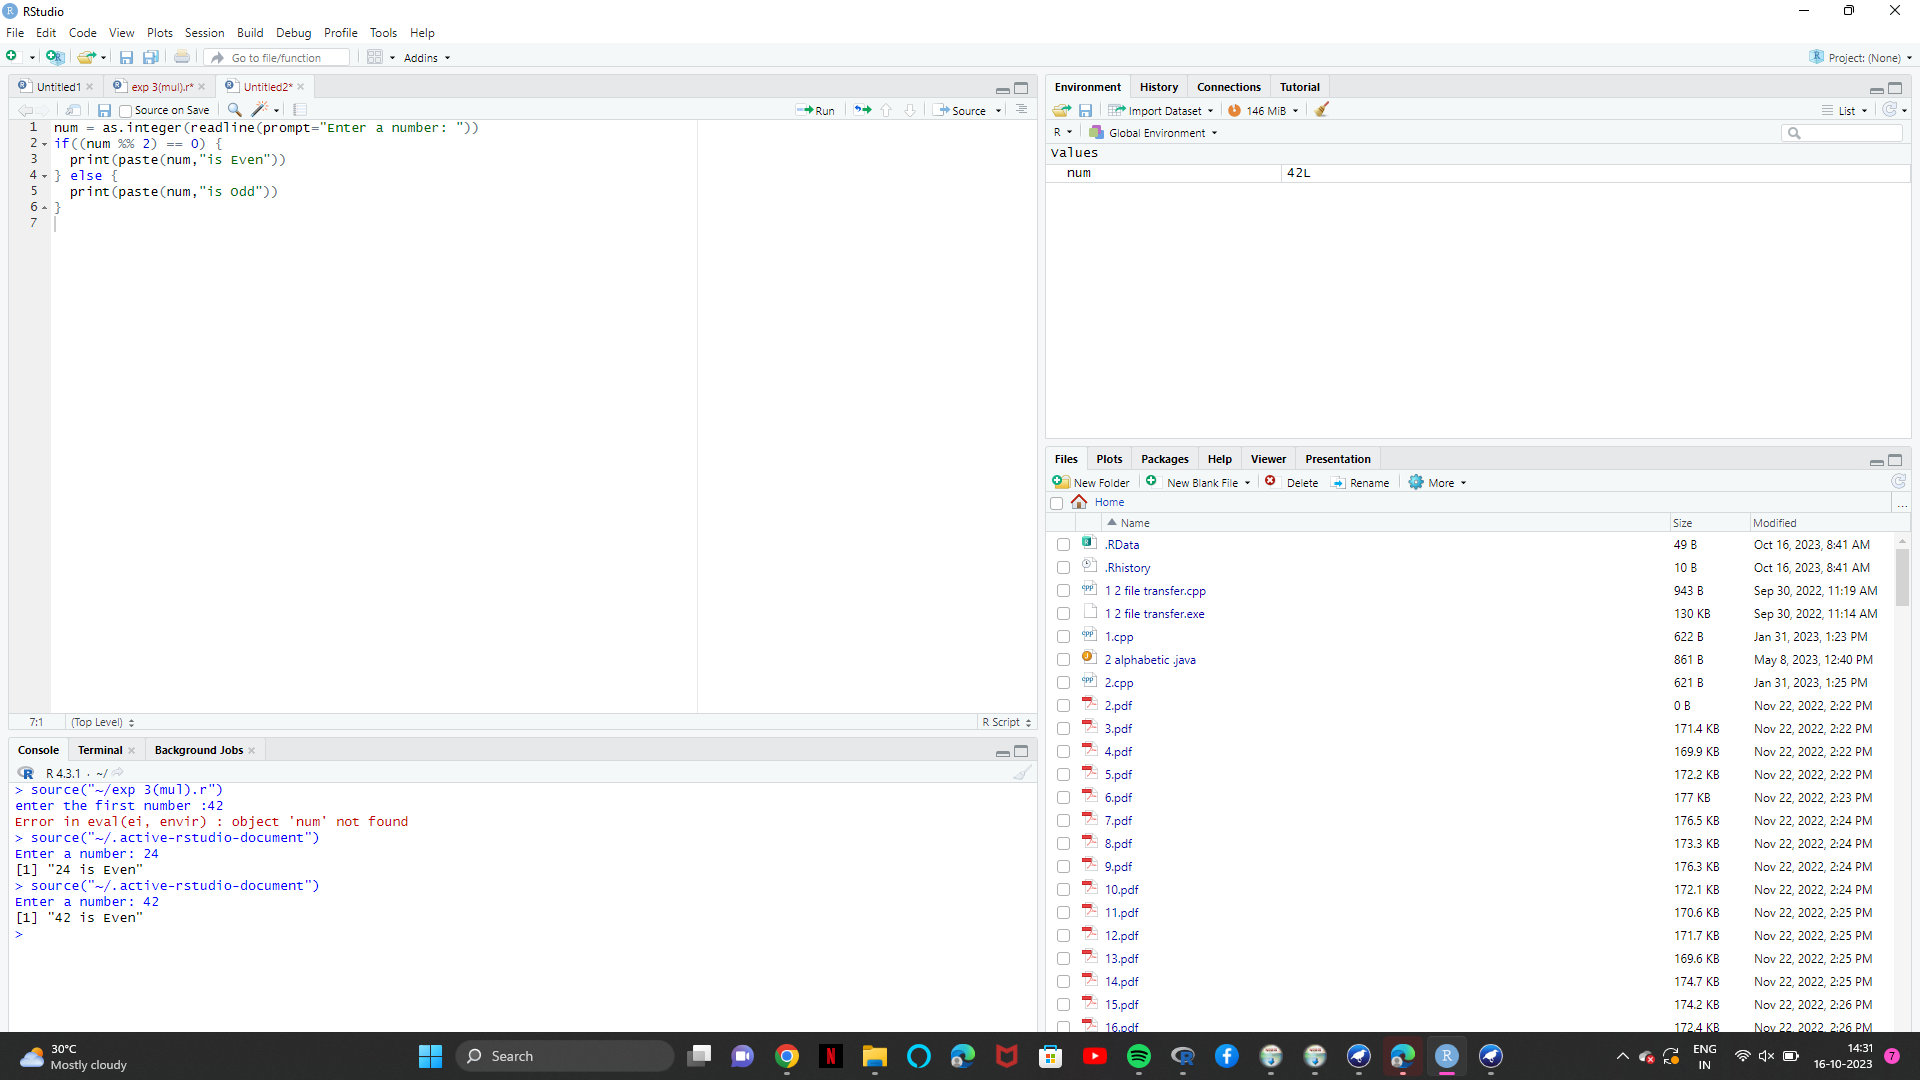 RStudio
File Edit Code View Plots Session Build Debug Profile Tools Help
Go to file/function Addins Project: (None)
Untitled1 exp 3(mul).r* Untitled2*
Source on Save Run Source
1 num = as.integer(readline(prompt="Enter a number: "))
2 if((num %% 2) == 0) {
3 print(paste(num,"is Even"))
4 } else {
5 print(paste(num,"is Odd"))
6 }
7
7:1 (Top Level) R Script
Console Terminal Background Jobs
R 4.3.1 · ~/
> source("~/exp 3(mul).r")
enter the first number :42
Error in eval(ei, envir) : object 'num' not found
> source("~/.active-rstudio-document")
Enter a number: 24
[1] "24 is Even"
> source("~/.active-rstudio-document")
Enter a number: 42
[1] "42 is Even"
>
Environment History Connections Tutorial
Import Dataset 146 MiB List
R Global Environment
Values
num 42L
Files Plots Packages Help Viewer Presentation
New Folder New Blank File Delete Rename More
Home ...
Name Size Modified
.RData 49 B Oct 16, 2023, 8:41 AM
.Rhistory 10 B Oct 16, 2023, 8:41 AM
1 2 file transfer.cpp 943 B Sep 30, 2022, 11:19 AM
1 2 file transfer.exe 130 KB Sep 30, 2022, 11:14 AM
1.cpp 622 B Jan 31, 2023, 1:23 PM
2 alphabetic .java 861 B May 8, 2023, 12:40 PM
2.cpp 621 B Jan 31, 2023, 1:25 PM
2.pdf 0 B Nov 22, 2022, 2:22 PM
3.pdf 171.4 KB Nov 22, 2022, 2:22 PM
4.pdf 169.9 KB Nov 22, 2022, 2:22 PM
5.pdf 172.2 KB Nov 22, 2022, 2:22 PM
6.pdf 177 KB Nov 22, 2022, 2:23 PM
7.pdf 176.5 KB Nov 22, 2022, 2:24 PM
8.pdf 173.3 KB Nov 22, 2022, 2:24 PM
9.pdf 176.3 KB Nov 22, 2022, 2:24 PM
10.pdf 172.1 KB Nov 22, 2022, 2:24 PM
11.pdf 170.6 KB Nov 22, 2022, 2:25 PM
12.pdf 171.7 KB Nov 22, 2022, 2:25 PM
13.pdf 169.6 KB Nov 22, 2022, 2:25 PM
14.pdf 174.7 KB Nov 22, 2022, 2:25 PM
15.pdf 174.2 KB Nov 22, 2022, 2:26 PM
16.pdf 172.4 KB Nov 22, 2022, 2:26 PM
30°C
Mostly cloudy
Search
ENG
IN
14:31
16-10-2023
7